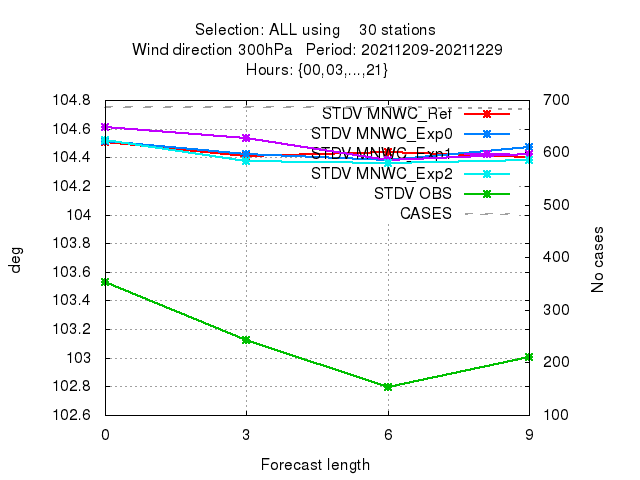 Selection: ALL using 30 stations
Wind direction 300hPa Period: 20211209-20211229
Hours: {00,03,...,21}
104.8
104.6
104.4
104.2
104
103.8
103.6
103.4
103.2
103
102.8
102.6
deg
700
600
500
400
300
200
100
No cases
STDV MNWC_Ref
STDV MNWC_Exp0
STDV MNWC_Exp1
STDV MNWC_Exp2
STDV OBS
CASES
0
3
6
9
Forecast length